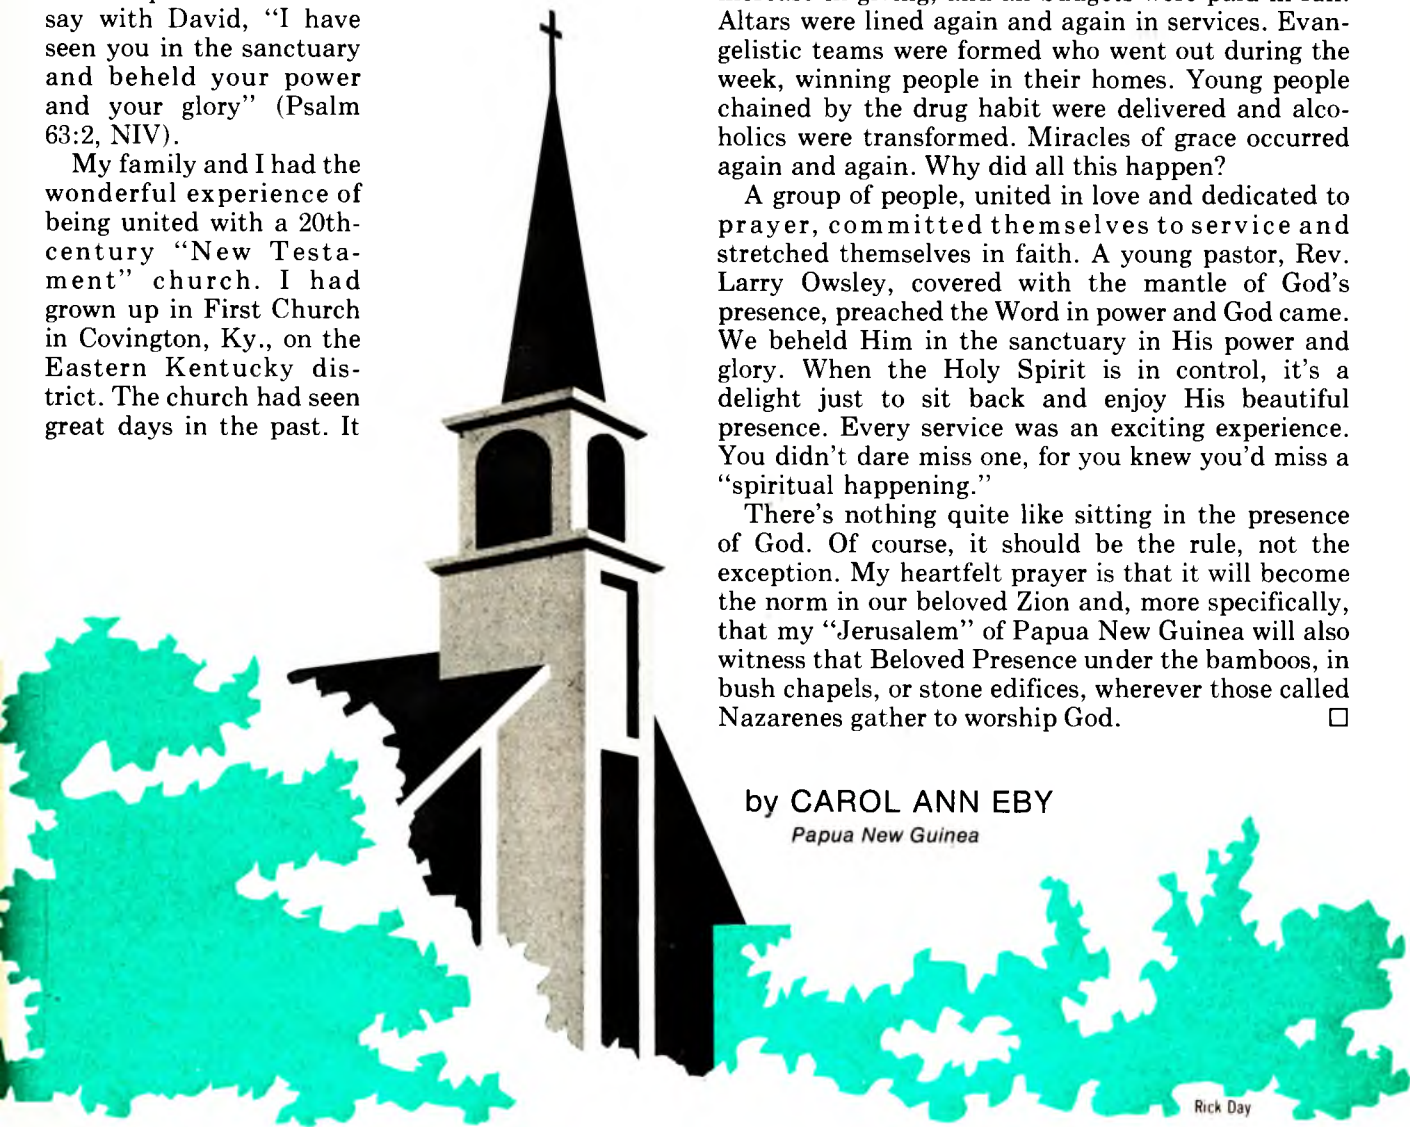 say with David, “I have
seen you in the sanctuary
and beheld your power
and your glory” (Psalm
63:2, NIV).
My family and I had the
wonderful experience of
being united with a 20th-
century “New Testa-
ment” church. I had
grown up in First Church
in Covington, Ky., on the
Eastern Kentucky dis-
trict. The church had seen
great days in the past. It
Altars were lined again and again in services. Evan-
gelistic teams were formed who went out during the
week, winning people in their homes. Young people
chained by the drug habit were delivered and alco-
holics were transformed. Miracles of grace occurred
again and again. Why did all this happen?
A group of people, united in love and dedicated to
prayer, committed themselves to service and
stretched themselves in faith. A young pastor, Rev.
Larry Owsley, covered with the mantle of God’s
presence, preached the Word in power and God came.
We beheld Him in the sanctuary in His power and
glory. When the Holy Spirit is in control, it’s a
delight just to sit back and enjoy His beautiful
presence. Every service was an exciting experience.
You didn’t dare miss one, for you knew you’d miss a
“spiritual happening.”
There’s nothing quite like sitting in the presence
of God. Of course, it should be the rule, not the
exception. My heartfelt prayer is that it will become
the norm in our beloved Zion and, more specifically,
that my “Jerusalem” of Papua New Guinea will also
witness that Beloved Presence under the bamboos, in
bush chapels, or stone edifices, wherever those called
Nazarenes gather to worship God. □
by CAROL ANN EBY
Papua New Guinea
Rick Day